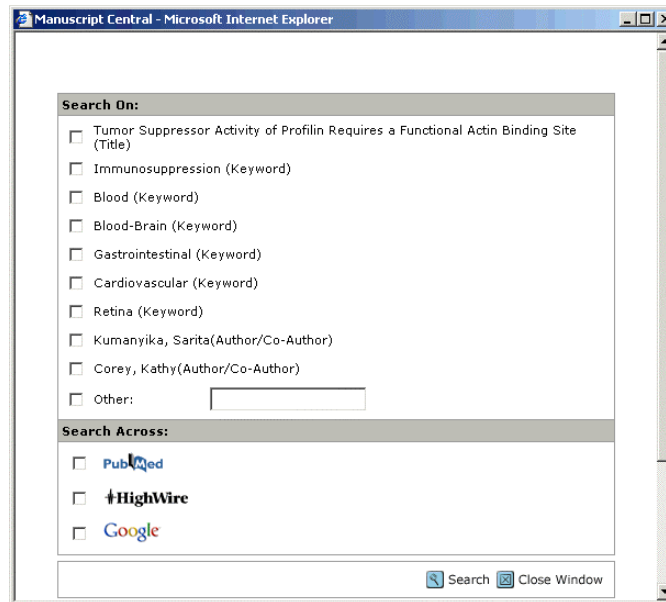 Manuscript Central - Microsoft Internet Explorer
Search On:
Tumor Suppressor Activity of Profilin Requires a Functional Actin Binding Site
(Title)
Immunosuppression (Keyword)
Blood (Keyword)
Blood-Brain (Keyword)
Gastrointestinal (Keyword)
Cardiovascular (Keyword)
Retina (Keyword)
Kumanyika, Sarita(Author/Co-Author)
Corey, Kathy(Author/Co-Author)
Other:
Search Across:
PubMed
HighWire
Google
Search Close Window